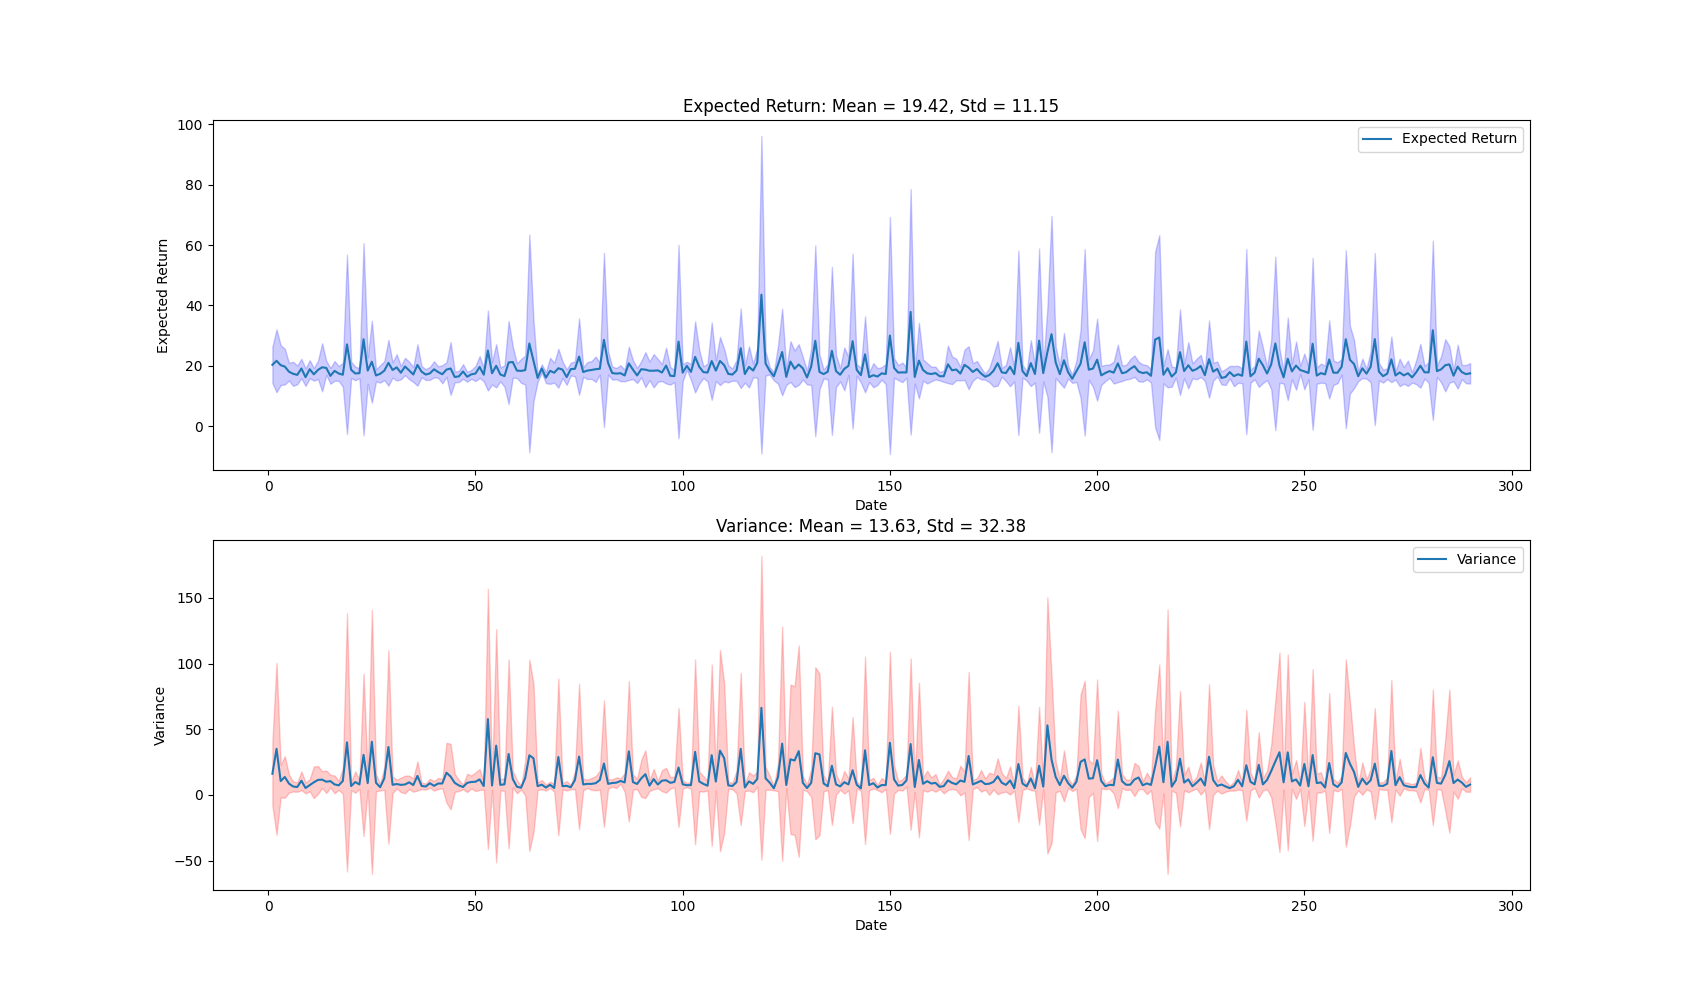 Expected Return: Mean = 19.42, Std = 11.15
100
80
60
40
20
0
Expected Return
Expected Return
0 50 100 150 200 250 300
Date
Variance: Mean = 13.63, Std = 32.38
150
100
50
0
−50
Variance
Variance
0 50 100 150 200 250 300
Date